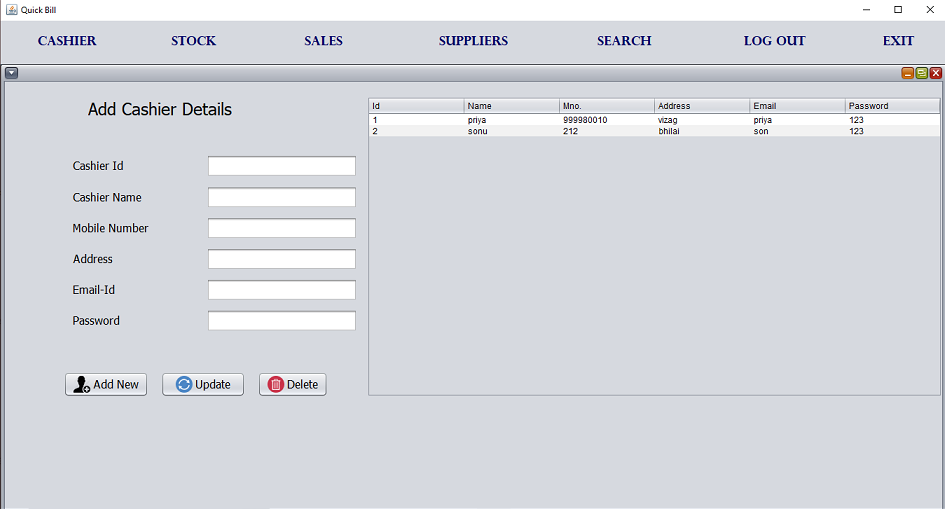 Quick Bill
CASHIER STOCK SALES SUPPLIERS SEARCH LOG OUT EXIT
Add Cashier Details
Cashier Id
Cashier Name
Mobile Number
Address
Email-Id
Password
Add New Update Delete
Id Name Mno. Address Email Password
1 priya 999980010 vizag priya 123
2 sonu 212 bhilai son 123